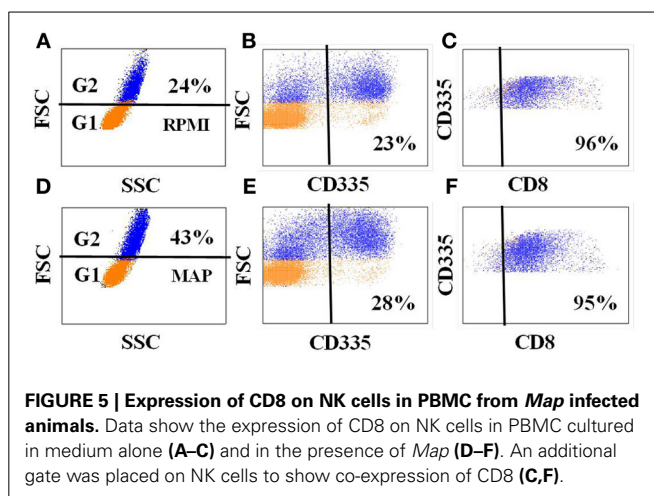 A
B
C
G2
24%
G1
RPMI
FSC
SSC
FSC
23%
CD335
CD335
96%
CD8
D
E
F
G2
43%
G1
MAP
FSC
SSC
FSC
28%
CD335
CD335
95%
CD8
FIGURE 5 | Expression of CD8 on NK cells in PBMC from Map infected
animals. Data show the expression of CD8 on NK cells in PBMC cultured
in medium alone (A–C) and in the presence of Map (D–F). An additional
gate was placed on NK cells to show co-expression of CD8 (C,F).